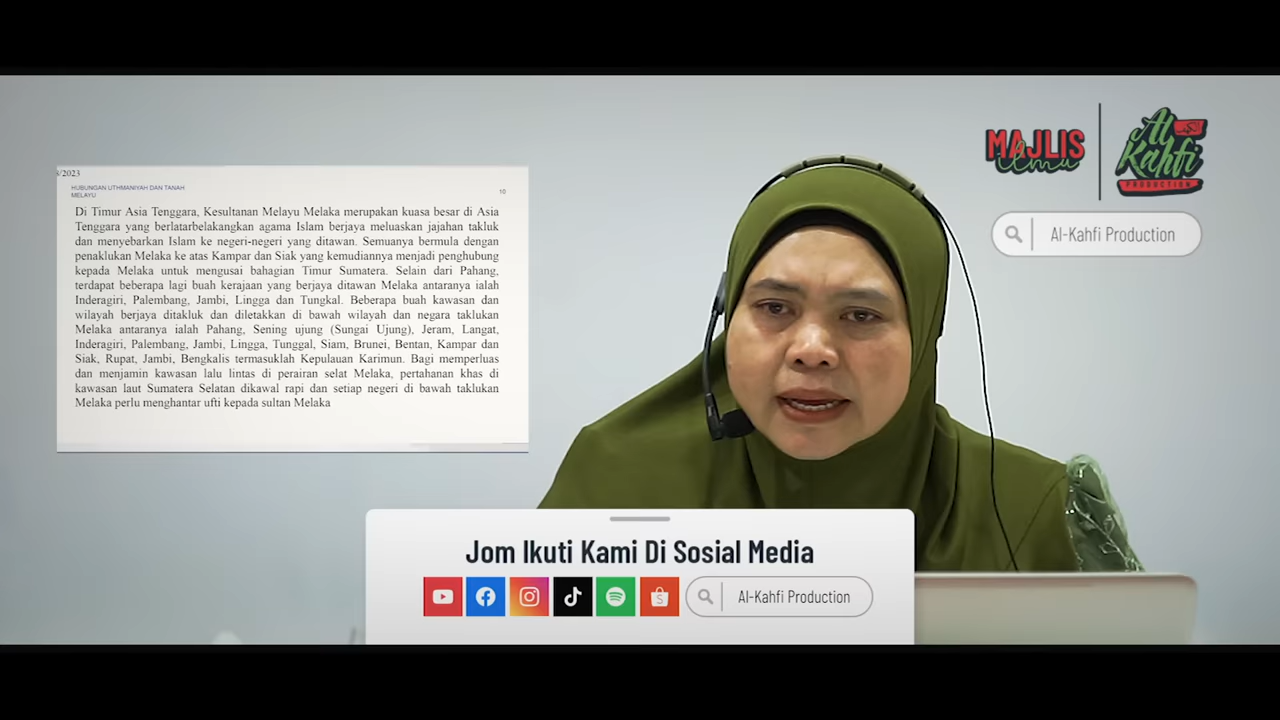 3/2023
HUBUNGAN UTHMANIYAH DAN TANAH
MELAYU
10
Di Timur Asia Tenggara, Kesultanan Melayu Melaka merupakan kuasa besar di Asia
Tenggara yang berlatarbelakangkan agama Islam berjaya meluaskan jajahan takluk
dan menyebarkan Islam ke negeri-negeri yang ditawan. Semuanya bermula dengan
penaklukan Melaka ke atas Kampar dan Siak yang kemudiannya menjadi penghubung
kepada Melaka untuk mengusai bahagian Timur Sumatera. Selain dari Pahang,
terdapat beberapa lagi buah kerajaan yang berjaya ditawan Melaka antaranya ialah
Inderagiri, Palembang, Jambi, Lingga dan Tungkal. Beberapa buah kawasan dan
wilayah berjaya ditakluk dan diletakkan di bawah wilayah dan negara taklukan
Melaka antaranya ialah Pahang, Sening ujung (Sungai Ujung), Jeram, Langat,
Inderagiri, Palembang, Jambi, Lingga, Tunggal, Siam, Brunei, Bentan, Kampar dan
Siak, Rupat, Jambi, Bengkalis termasuklah Kepulauan Karimun. Bagi memperluas
dan menjamin kawasan lalu lintas di perairan selat Melaka, pertahanan khas di
kawasan laut Sumatera Selatan dikawal rapi dan setiap negeri di bawah taklukan
Melaka perlu menghantar ufti kepada sultan Melaka
MAJLIS
ilmu
Al
Kahfi
PRODUCTION
Al-Kahfi Production
Jom Ikuti Kami Di Sosial Media
Al-Kahfi Production